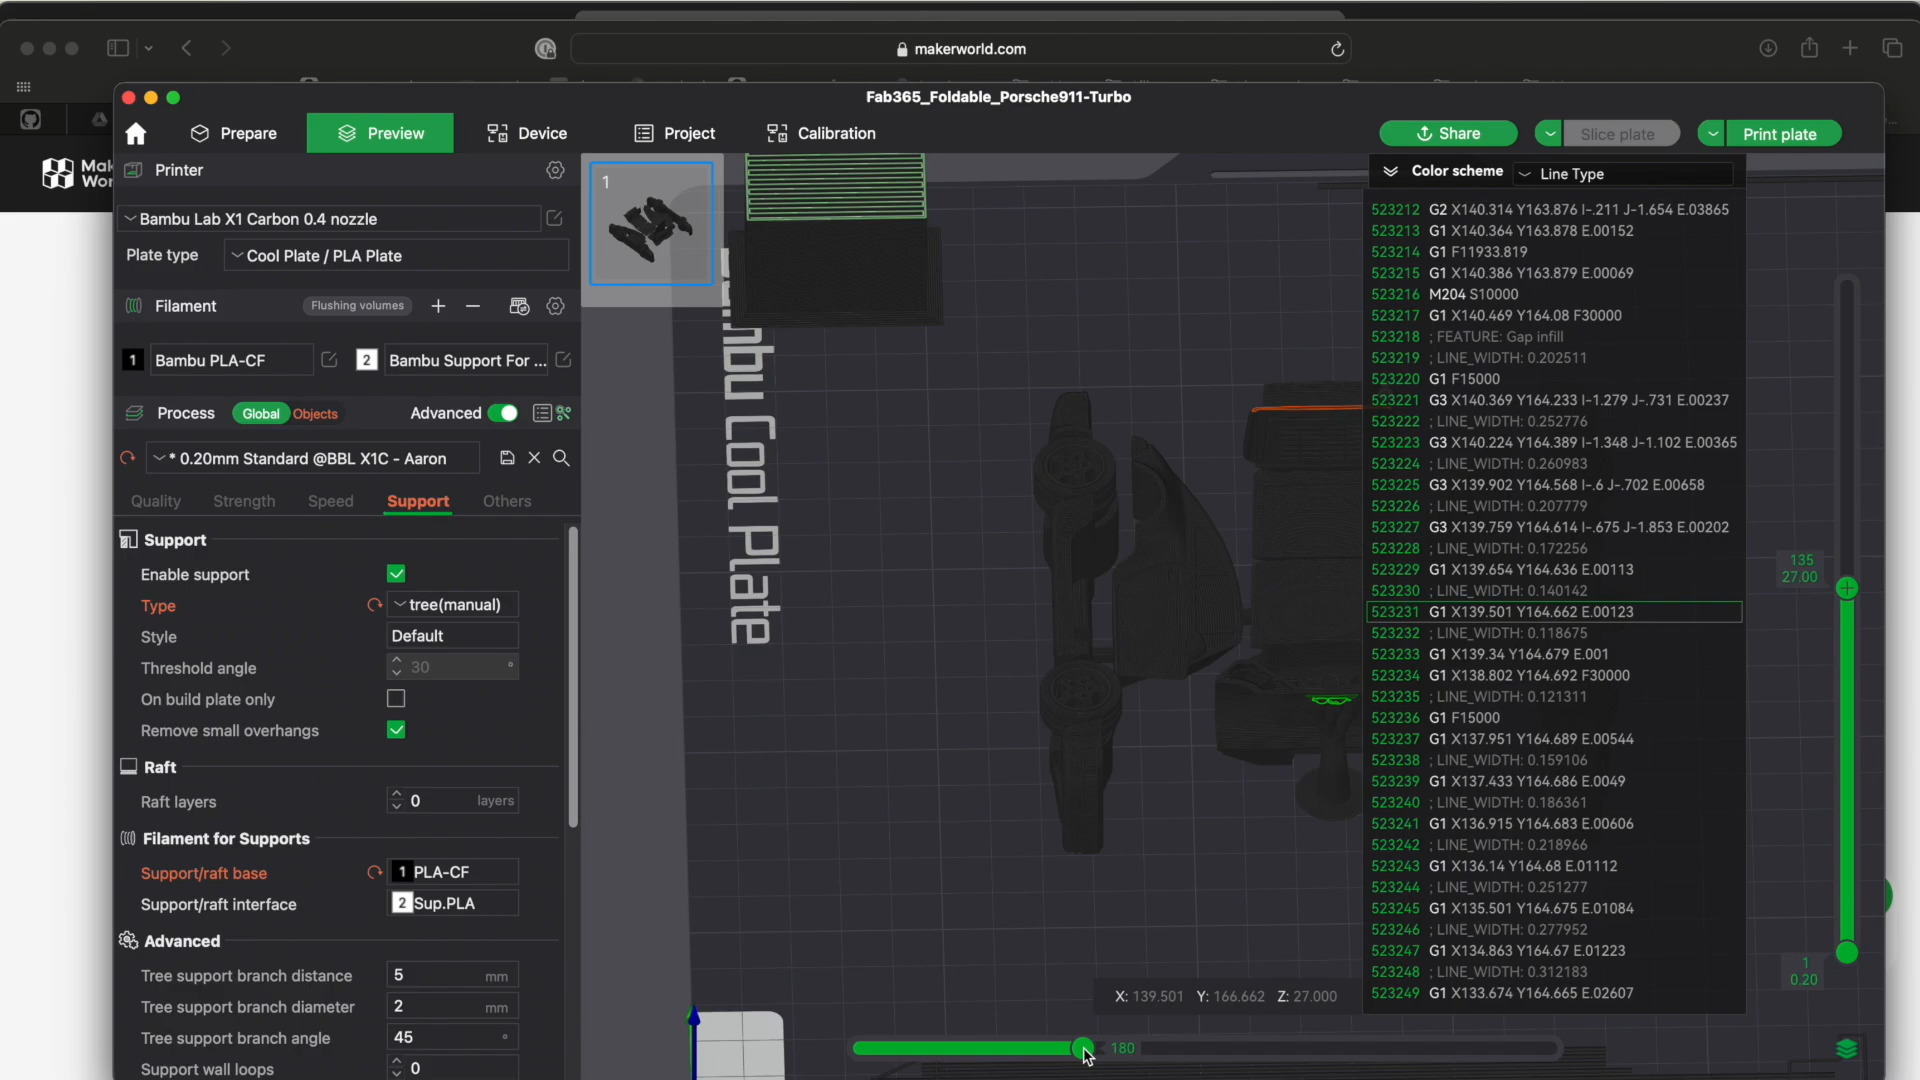 makerworld.com
Fab365_Foldable_Porsche911-Turbo
Prepare
Preview
Device
Project
Calibration
Share
Slice plate
Print plate
Printer
Bambu Lab X1 Carbon 0.4 nozzle
Plate type
Cool Plate / PLA Plate
Filament
Flushing volumes
1
Bambu PLA-CF
2
Bambu Support For ...
Process
Global
Objects
Advanced
* 0.20mm Standard @BBL X1C - Aaron
Quality
Strength
Speed
Support
Others
Support
Enable support
Type
tree(manual)
Style
Default
Threshold angle
30
°
On build plate only
Remove small overhangs
Raft
Raft layers
0
layers
Filament for Supports
Support/raft base
1 PLA-CF
Support/raft interface
2 Sup.PLA
Advanced
Tree support branch distance
5
mm
Tree support branch diameter
2
mm
Tree support branch angle
45
°
Support wall loops
0
1
Cool Plate
X: 139.501 Y: 166.662 Z: 27.000
180
Color scheme
Line Type
523212 G2 X140.314 Y163.876 I-.211 J-1.654 E.03865
523213 G1 X140.364 Y163.878 E.00152
523214 G1 F11933.819
523215 G1 X140.386 Y163.879 E.00069
523216 M204 S10000
523217 G1 X140.469 Y164.08 F30000
523218 ; FEATURE: Gap infill
523219 ; LINE_WIDTH: 0.202511
523220 G1 F15000
523221 G3 X140.369 Y164.233 I-1.279 J-.731 E.00237
523222 ; LINE_WIDTH: 0.252776
523223 G3 X140.224 Y164.389 I-1.348 J-1.102 E.00365
523224 ; LINE_WIDTH: 0.260983
523225 G3 X139.902 Y164.568 I-.6 J-.702 E.00658
523226 ; LINE_WIDTH: 0.207779
523227 G3 X139.759 Y164.614 I-.675 J-1.853 E.00202
523228 ; LINE_WIDTH: 0.172256
523229 G1 X139.654 Y164.636 E.00113
523230 ; LINE_WIDTH: 0.140142
523231 G1 X139.501 Y164.662 E.00123
523232 ; LINE_WIDTH: 0.118675
523233 G1 X139.34 Y164.679 E.001
523234 G1 X138.802 Y164.692 F30000
523235 ; LINE_WIDTH: 0.121311
523236 G1 F15000
523237 G1 X137.951 Y164.689 E.00544
523238 ; LINE_WIDTH: 0.159106
523239 G1 X137.433 Y164.686 E.0049
523240 ; LINE_WIDTH: 0.186361
523241 G1 X136.915 Y164.683 E.00606
523242 ; LINE_WIDTH: 0.218966
523243 G1 X136.14 Y164.68 E.01112
523244 ; LINE_WIDTH: 0.251277
523245 G1 X135.501 Y164.675 E.01084
523246 ; LINE_WIDTH: 0.277952
523247 G1 X134.863 Y164.67 E.01223
523248 ; LINE_WIDTH: 0.312183
523249 G1 X133.674 Y164.665 E.02607
135
27.00
1
0.20